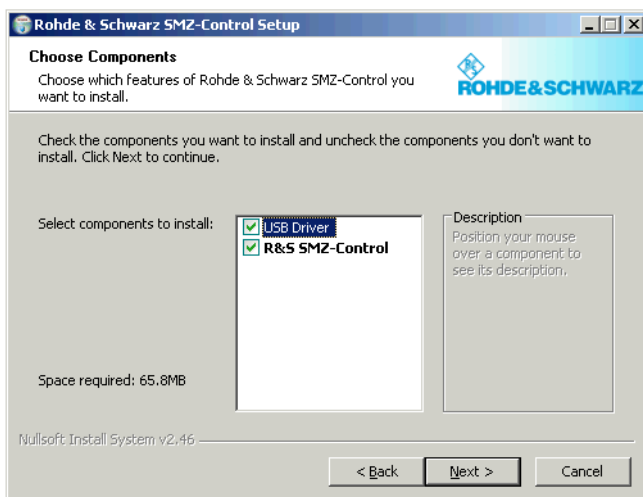 Rohde & Schwarz SMZ-Control Setup
Choose Components
Choose which features of Rohde & Schwarz SMZ-Control you
want to install.
ROHDE&SCHWARZ
Check the components you want to install and uncheck the components you don't want to
install. Click Next to continue.
Select components to install:
USB Driver
R&S SMZ-Control
Description
Position your mouse
over a component to
see its description.
Space required: 65.8MB
Nullsoft Install System v2.46
< Back
Next >
Cancel